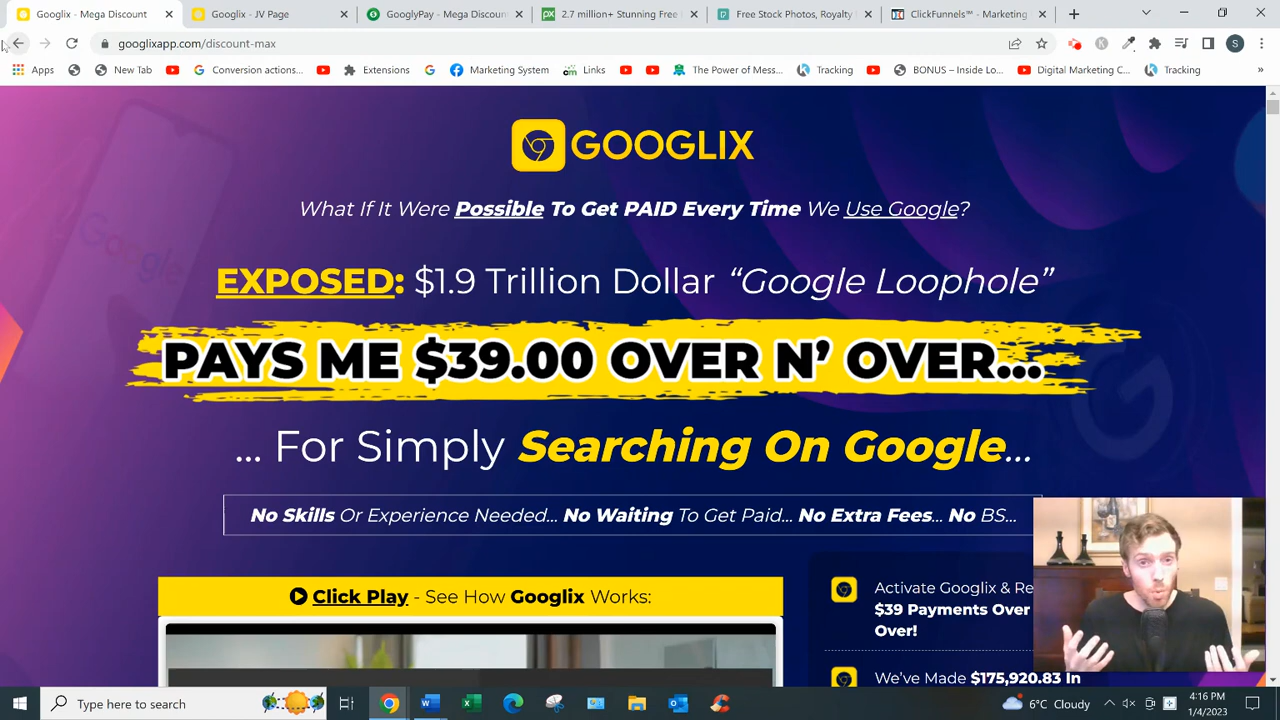 Googlix - Mega Discount
Googlix - JV Page
GooglyPay - Mega Discoun
2.7 million+ Stunning Free
Free Stock Photos, Royalty
ClickFunnels™ - Marketing
googlixapp.com/discount-max
S
Apps
New Tab
Conversion actions...
Extensions
Marketing System
Links
The Power of Mess...
Tracking
BONUS – Inside Lo...
Digital Marketing C...
Tracking
»
GOOGLIX
What If It Were Possible To Get PAID Every Time We Use Google?
EXPOSED: $1.9 Trillion Dollar “Google Loophole”
PAYS ME $39.00 OVER N’ OVER...
... For Simply Searching On Google...
No Skills Or Experience Needed... No Waiting To Get Paid... No Extra Fees... No BS...
Click Play - See How Googlix Works:
Activate Googlix & Re
$39 Payments Over
Over!
We’ve Made $175,920.83 In
Type here to search
6°C Cloudy
4:16 PM
1/4/2023